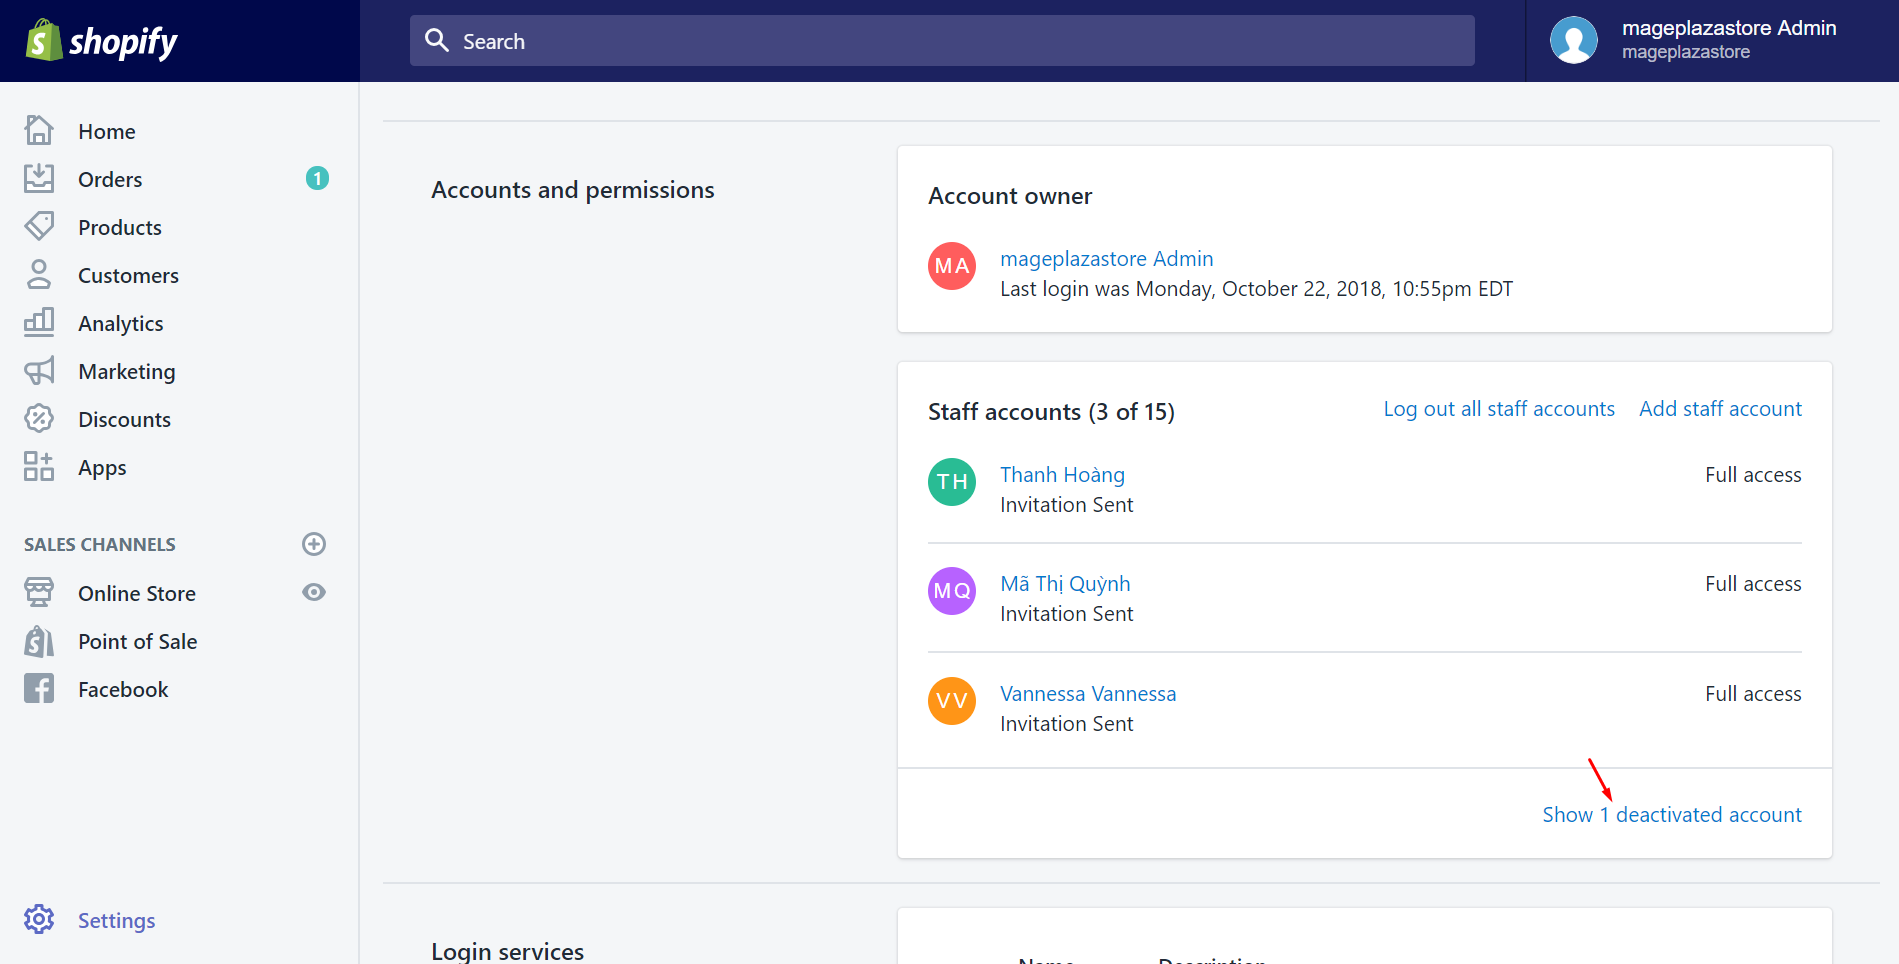 shopify
Search
mageplazastore Admin
mageplazastore
Home
Orders
1
Products
Customers
Analytics
Marketing
Discounts
Apps
SALES CHANNELS
Online Store
Point of Sale
Facebook
Settings
Accounts and permissions
Account owner
MA
mageplazastore Admin
Last login was Monday, October 22, 2018, 10:55pm EDT
Staff accounts (3 of 15)
Log out all staff accounts
Add staff account
TH
Thanh Hoàng
Full access
Invitation Sent
MQ
Mã Thị Quỳnh
Full access
Invitation Sent
VV
Vannessa Vannessa
Full access
Invitation Sent
Show 1 deactivated account
Login services
Name
Description